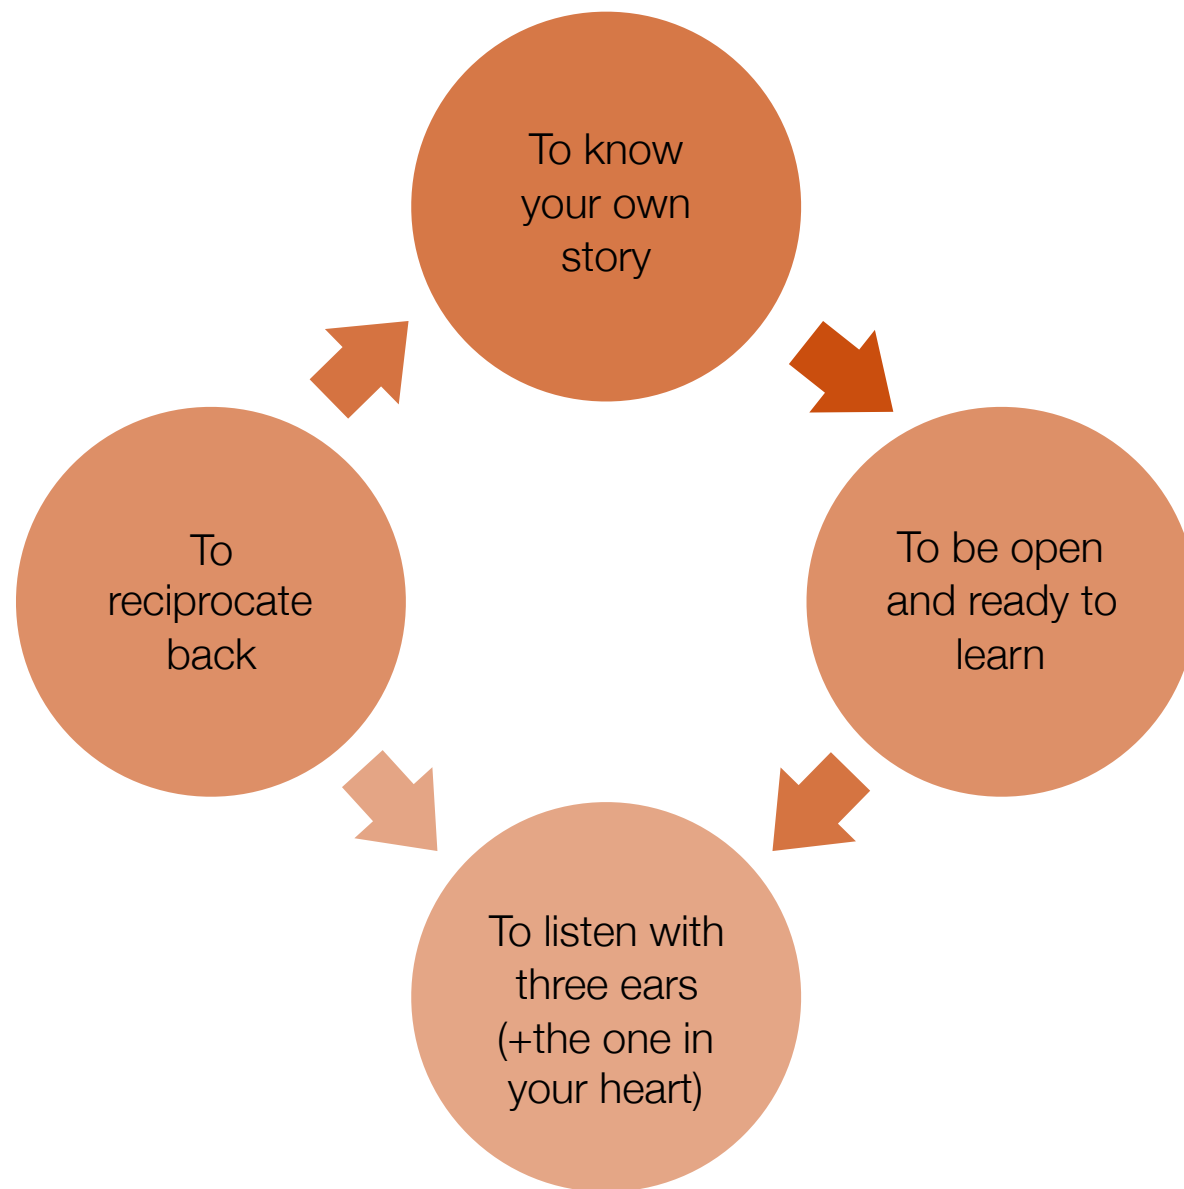 To know
your own
story
To be open
and ready to
learn
To listen with
three ears
(+the one in
your heart)
To
reciprocate
back